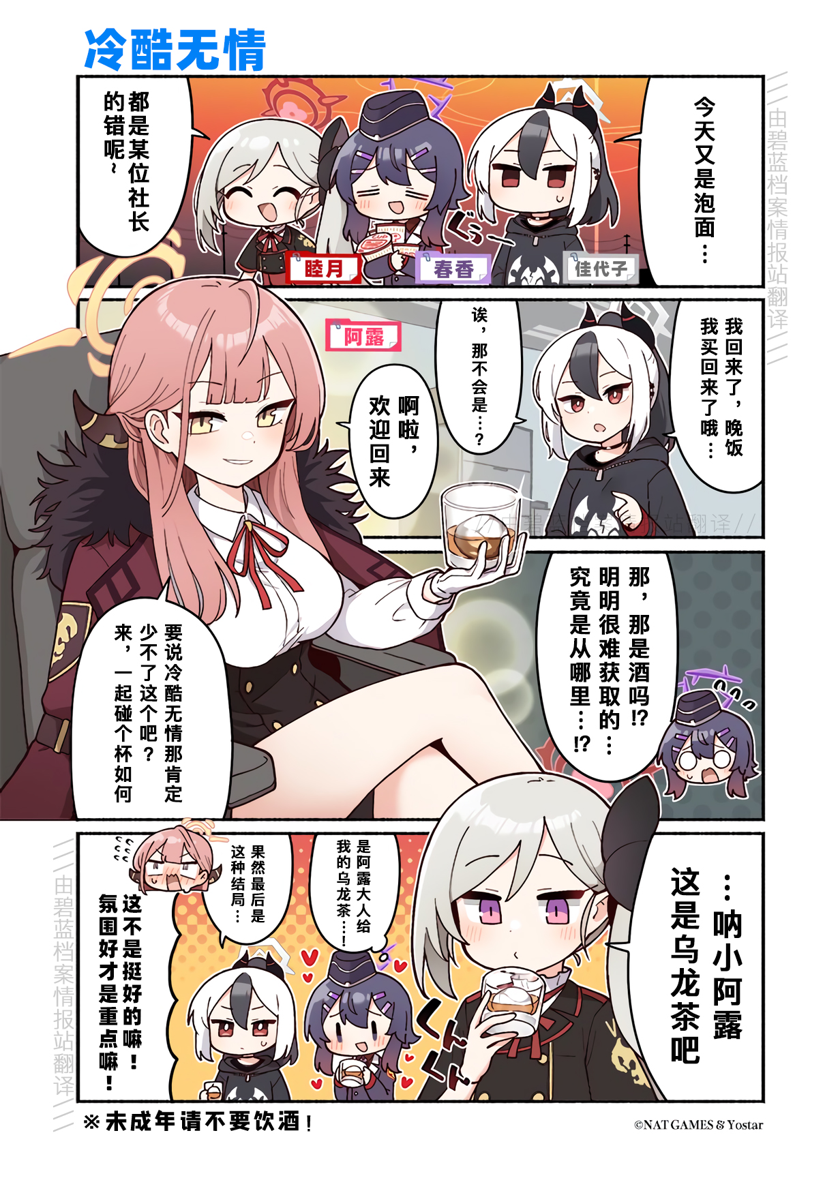 冷酷无情
今天又是泡面…
都是某位社长
的错呢~
ぐぅー
睦月
春香
佳代子
我回来了，晚饭
我买回来了哦…
诶，那不会是…？
阿露
啊啦，
欢迎回来
那，那是酒吗!?
明明很难获取的…
究竟是从哪里…!?
要说冷酷无情那肯定
少不了这个吧？
来，一起碰个杯如何
…呐小阿露
这是乌龙茶吧
くんくん
是阿露大人给
我的乌龙茶…！
果然最后是
这种结局…
这不是挺好的嘛！
氛围好才是重点嘛！
※未成年请不要饮酒！
©NAT GAMES & Yostar
//由碧蓝档案情报站翻译//
//由碧蓝档案情报站翻译//